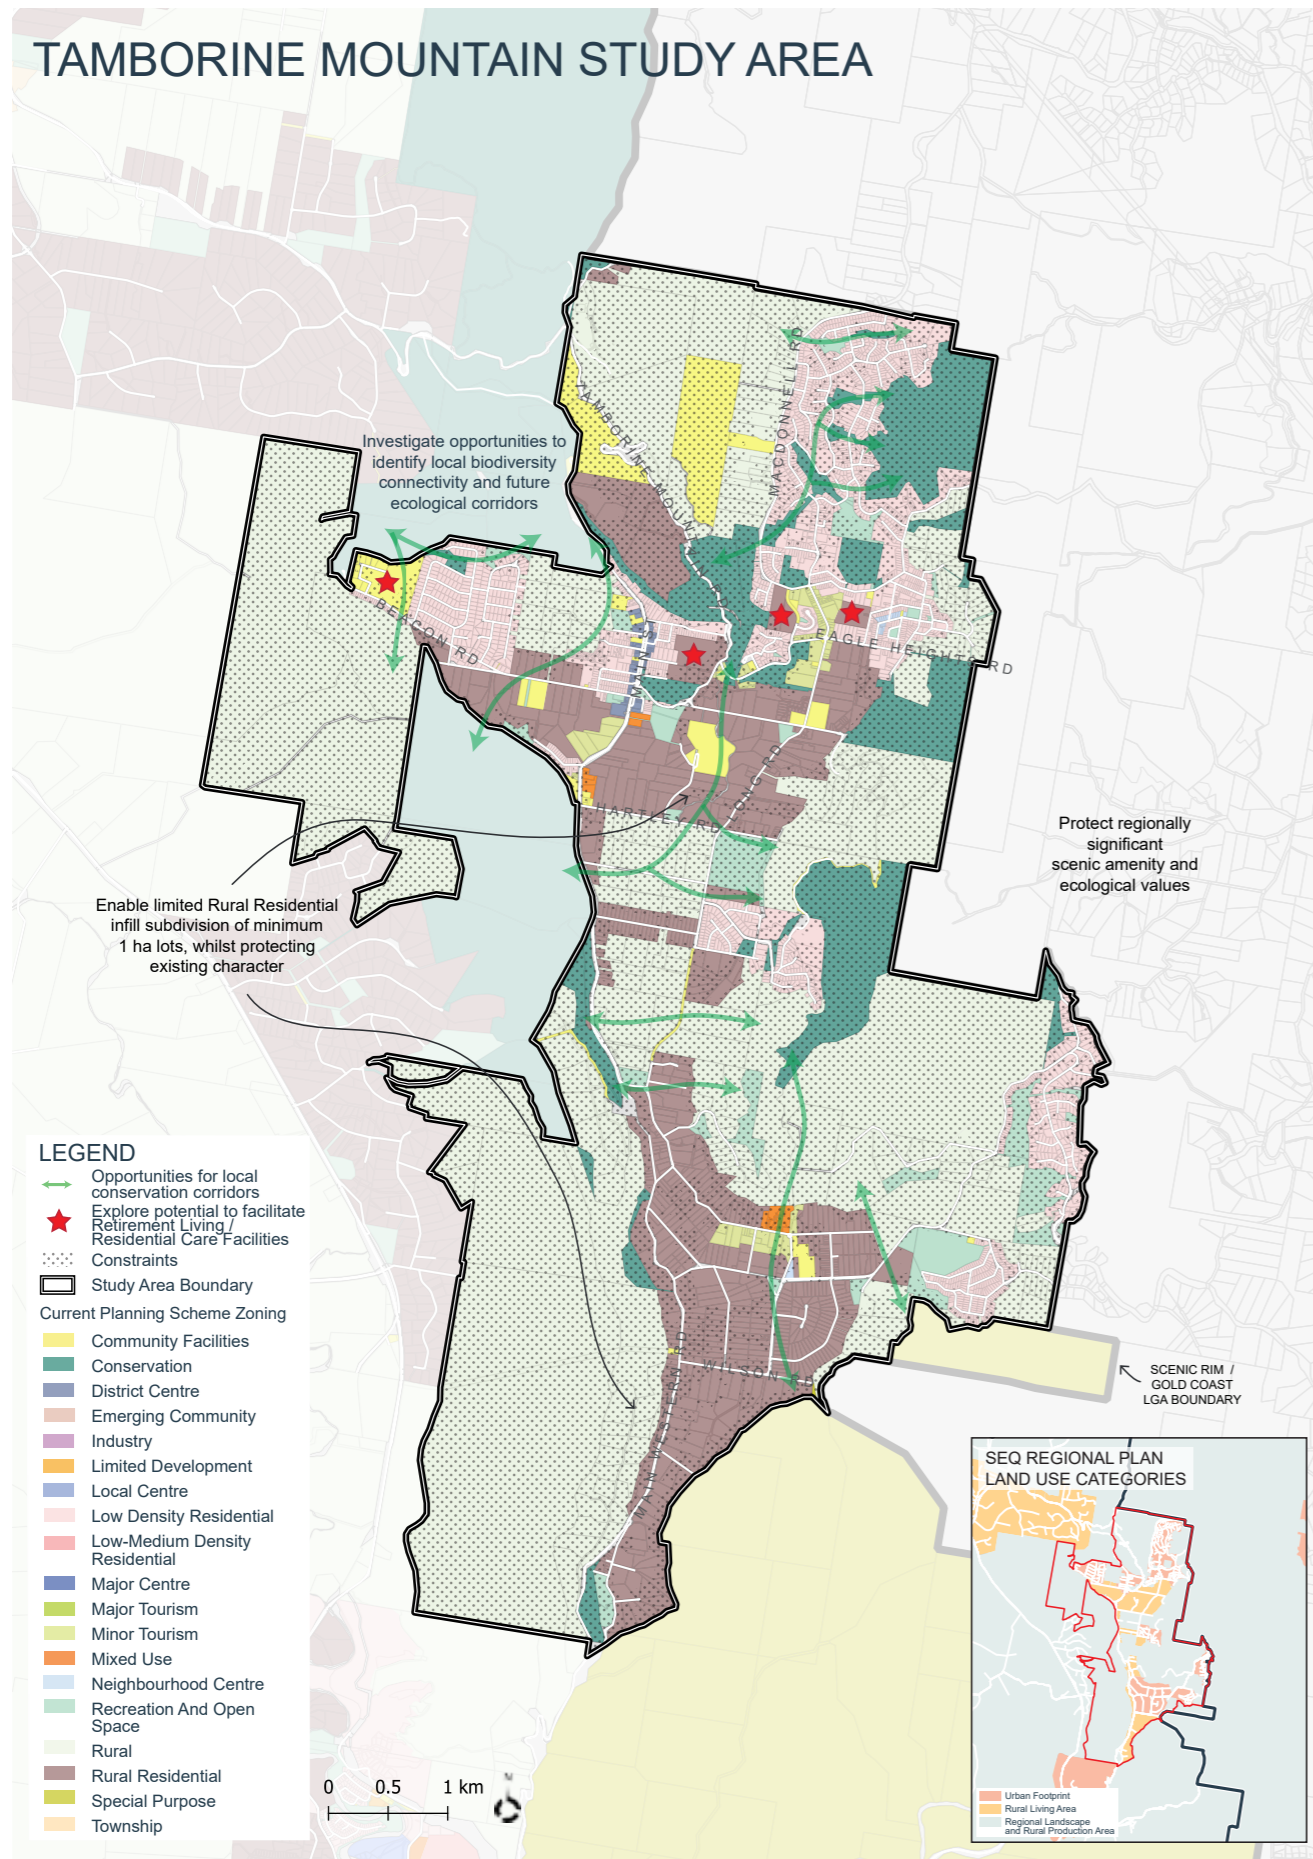 TAMBORINE MOUNTAIN STUDY AREA
Investigate opportunities to
identify local biodiversity
connectivity and future
ecological corridors
TAMBORINE MOUNTAIN RD
MACDONNELL RD
BEACON RD
MAIN ST
EAGLE HEIGHTS RD
LONG RD
HARTLEY RD
Protect regionally
significant
scenic amenity and
ecological values
Enable limited Rural Residential
infill subdivision of minimum
1 ha lots, whilst protecting
existing character
MAIN WESTERN RD
WILSON RD
SCENIC RIM /
GOLD COAST
LGA BOUNDARY
LEGEND
Opportunities for local
conservation corridors
Explore potential to facilitate
Retirement Living /
Residential Care Facilities
Constraints
Study Area Boundary
Current Planning Scheme Zoning
Community Facilities
Conservation
District Centre
Emerging Community
Industry
Limited Development
Local Centre
Low Density Residential
Low-Medium Density
Residential
Major Centre
Major Tourism
Minor Tourism
Mixed Use
Neighbourhood Centre
Recreation And Open
Space
Rural
Rural Residential
Special Purpose
Township
0 0.5 1 km
N
SEQ REGIONAL PLAN
LAND USE CATEGORIES
Urban Footprint
Rural Living Area
Regional Landscape
and Rural Production Area